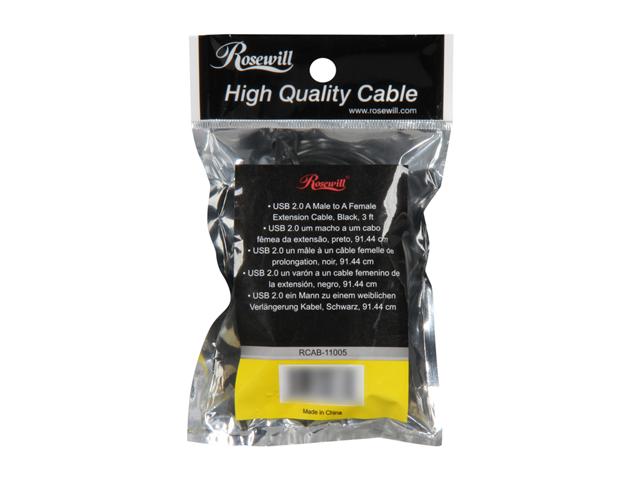 Rosewill
High Quality Cable
www.rosewill.com
Rosewill
• USB 2.0 A Male to A Female
Extension Cable, Black, 3 ft
• USB 2.0 um macho a um cabo
fêmea da extensão, preto, 91.44 cm
• USB 2.0 un mâle à un câble femelle de
prolongation, noir, 91.44 cm
• USB 2.0 un varón a un cable femenino de
la extensión, negro, 91.44 cm
• USB 2.0 ein Mann zu einem weiblichen
Verlängerung Kabel, Schwarz, 91.44 cm
RCAB-11005
Made in China